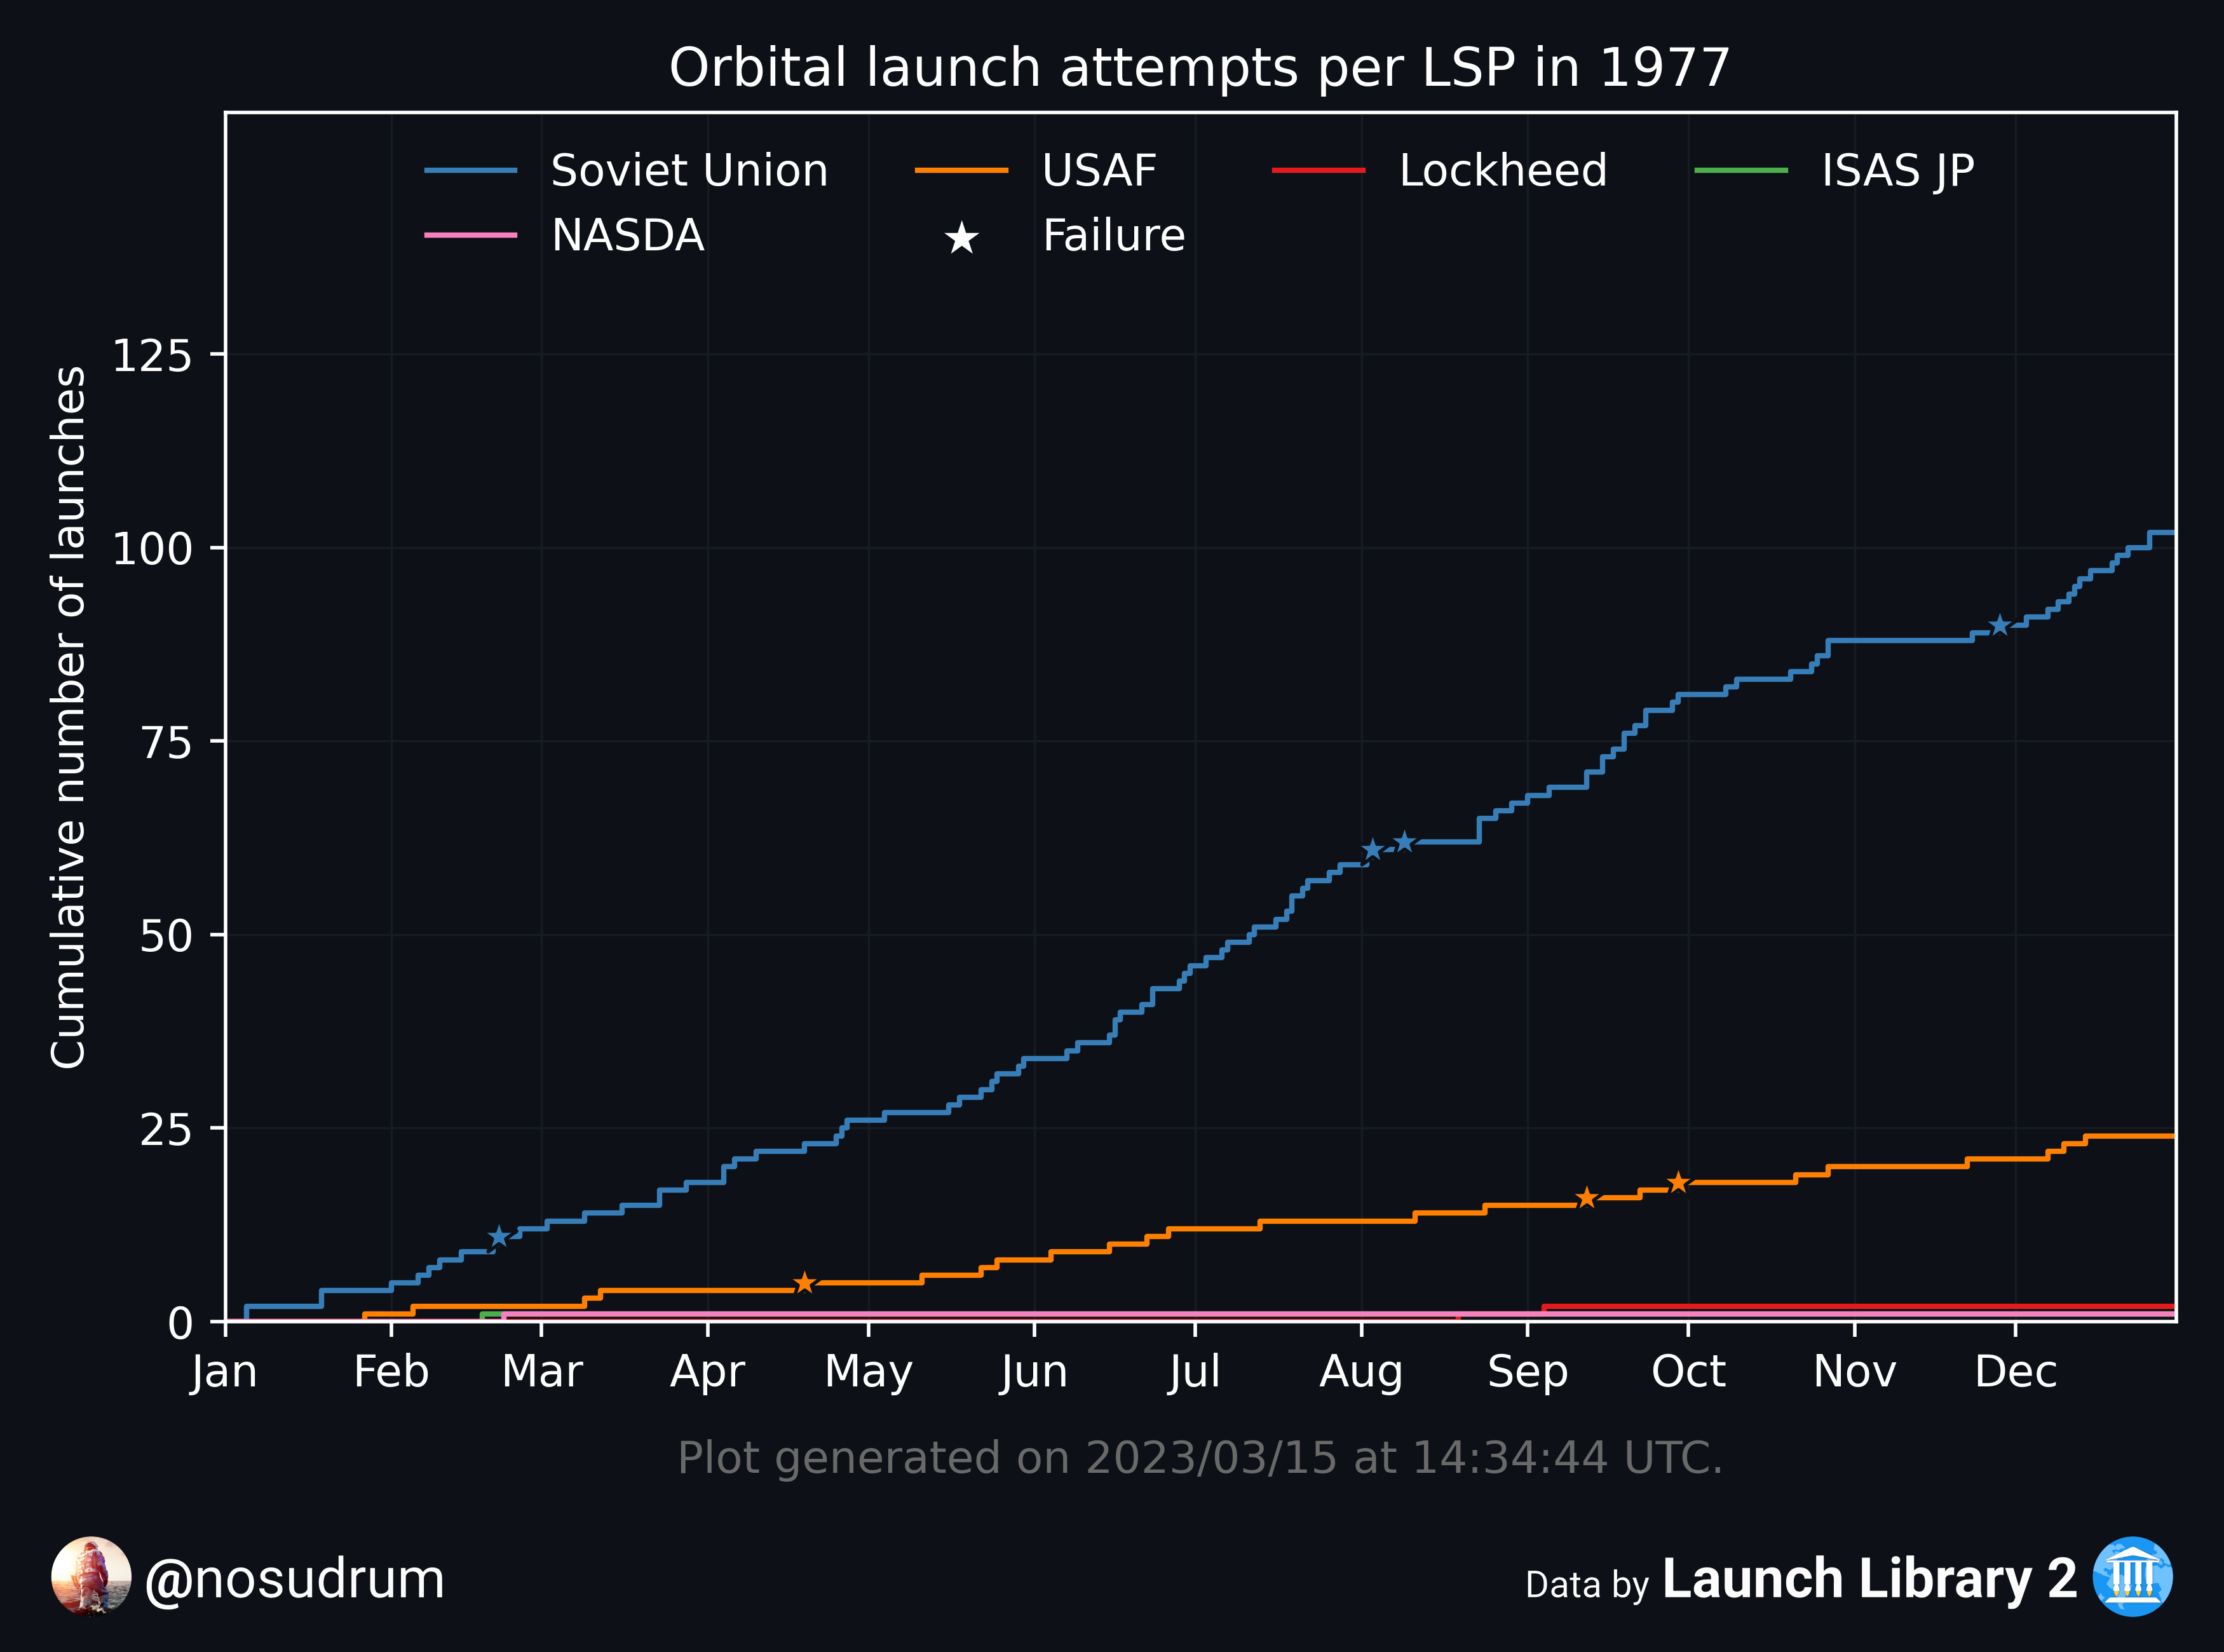 Orbital launch attempts per LSP in 1977
Soviet Union USAF Lockheed ISAS JP
NASDA Failure
Cumulative number of launches
125
100
75
50
25
0
Jan Feb Mar Apr May Jun Jul Aug Sep Oct Nov Dec
Plot generated on 2023/03/15 at 14:34:44 UTC.
@nosudrum
Data by Launch Library 2